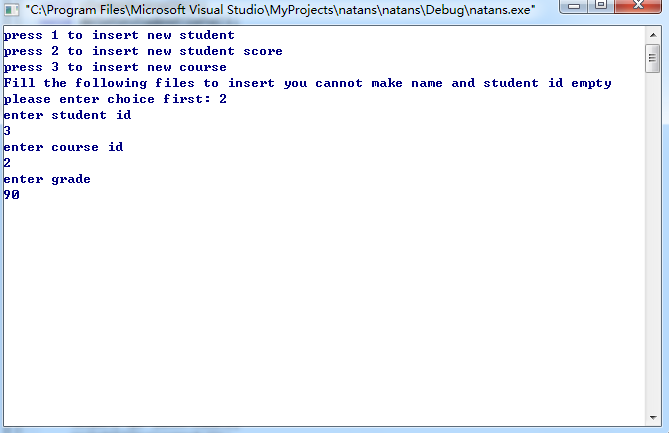 "C:\Program Files\Microsoft Visual Studio\MyProjects\natans\natans\Debug\natans.exe"
press 1 to insert new student
press 2 to insert new student score
press 3 to insert new course
Fill the following files to insert you cannot make name and student id empty
please enter choice first: 2
enter student id
3
enter course id
2
enter grade
90